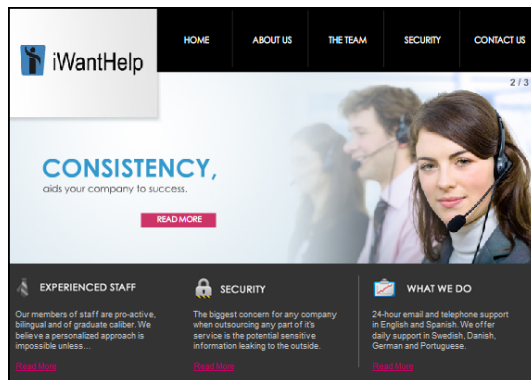 iWantHelp
HOME
ABOUT US
THE TEAM
SECURITY
CONTACT US
2 / 3
CONSISTENCY,
aids your company to success.
READ MORE
EXPERIENCED STAFF
Our members of staff are pro-active,
bilingual and of graduate caliber. We
believe a personalized approach is
impossible unless...
Read More
SECURITY
The biggest concern for any company
when outsourcing any part of it's
service is the potential sensitive
information leaking to the outside.
Read More
WHAT WE DO
24-hour email and telephone support
in English and Spanish. We offer
daily support in Swedish, Danish,
German and Portuguese.
Read More